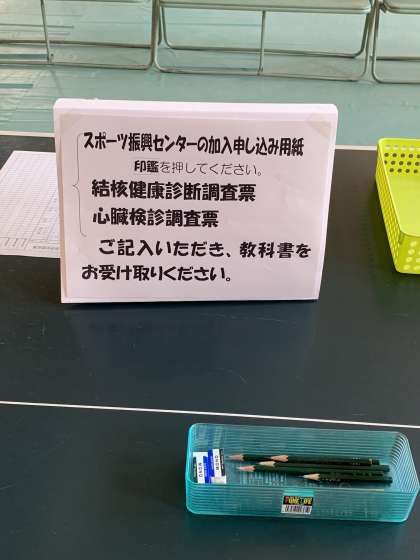 スポーツ振興センターの加入申し込み用紙
印鑑を押してください。
結核健康診断調査票
心臓検診調査票
ご記入いただき、教科書を
お受け取りください。